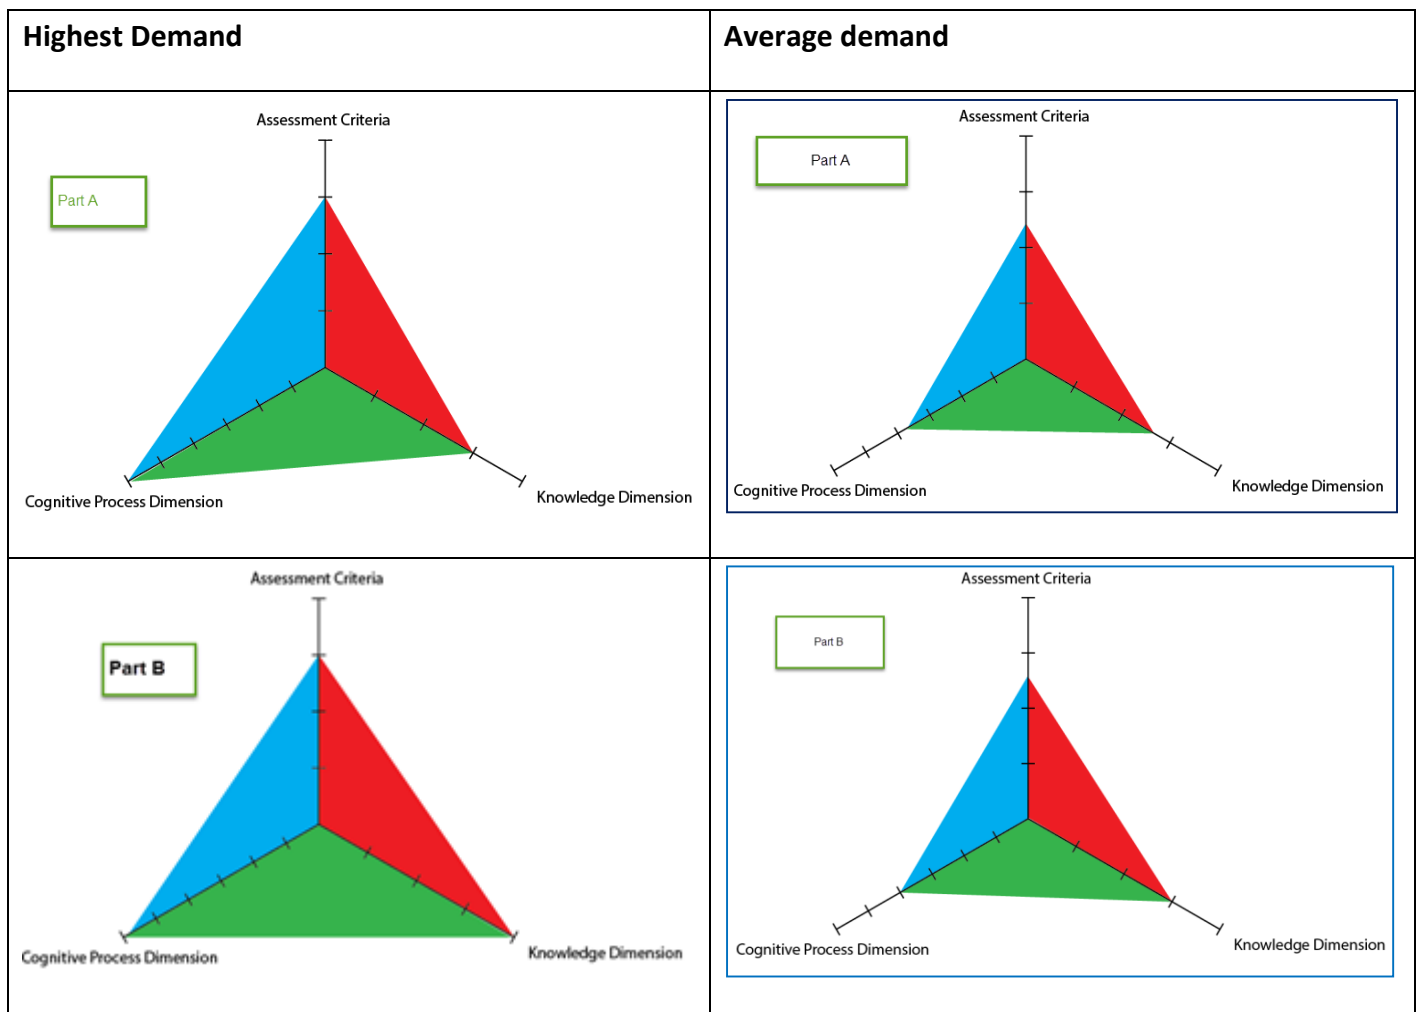 Highest Demand
Average demand
Assessment Criteria
Part A
Cognitive Process Dimension
Knowledge Dimension
Assessment Criteria
Part A
Cognitive Process Dimension
Knowledge Dimension
Assessment Criteria
Part B
Cognitive Process Dimension
Knowledge Dimension
Assessment Criteria
Part B
Cognitive Process Dimension
Knowledge Dimension